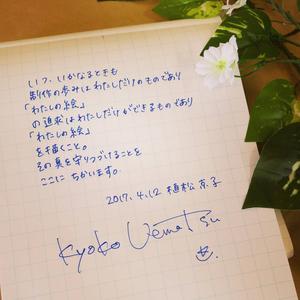 いつ、いかなるときも
制作の歩みはわたしだけのものであり
「わたしの絵」
の追求はわたしだけができるものであり
「わたしの絵」
を描くこと。
その真を守りつづけることを
ここに ちかいます。
2017.4.12 植松京子
Kyoko Uematsu